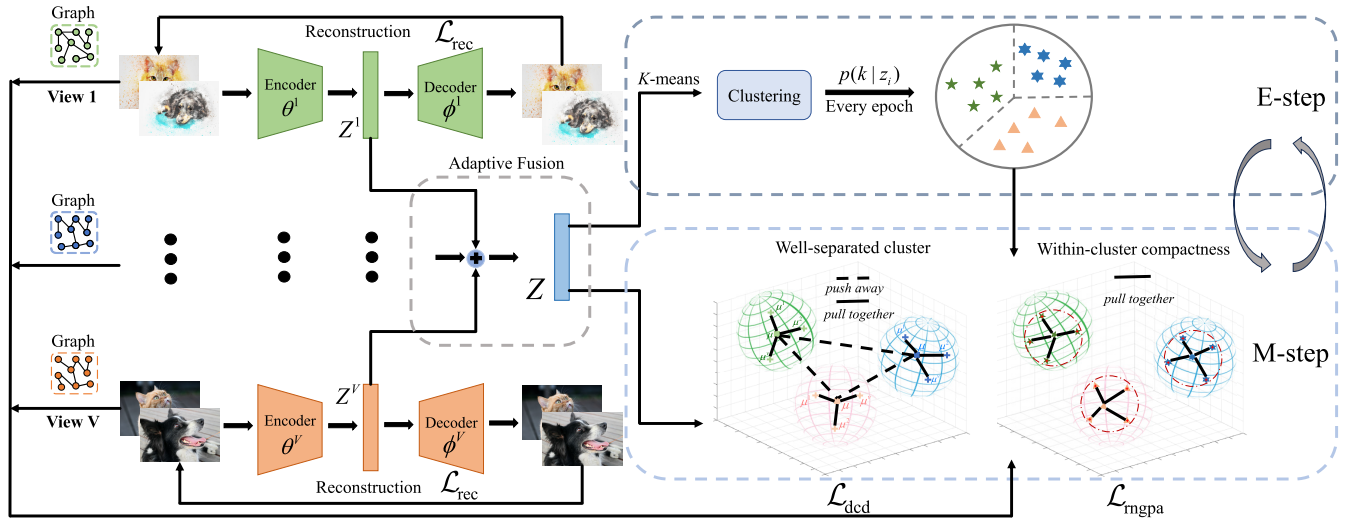 Graph
View 1
Reconstruction
ℒrec
Encoder
θ¹
Z¹
Decoder
ϕ¹
Adaptive Fusion
Graph
Z
Graph
View V
Encoder
θⱽ
Zⱽ
Decoder
ϕⱽ
Reconstruction
ℒrec
K-means
Clustering
p(k | zᵢ)
Every epoch
E-step
Well-separated cluster
push away
pull together
Within-cluster compactness
pull together
M-step
ℒdcd
ℒrngpa